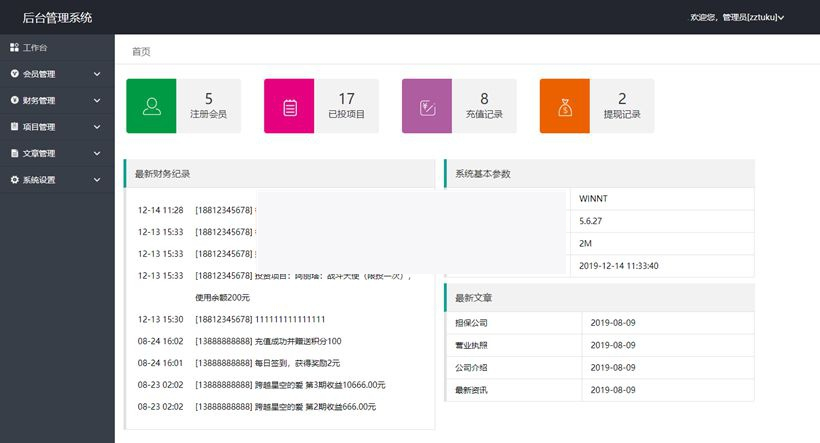 后台管理系统
欢迎您，管理员[zztuku]
工作台
会员管理
财务管理
项目管理
文章管理
系统设置
首页
5
注册会员
17
已投项目
8
充值记录
2
提现记录
最新财务纪录
12-14 11:28 [18812345678]
12-13 15:33 [18812345678]
12-13 15:33 [18812345678]
12-13 15:33 [18812345678] 投资项目：阿丽塔：战斗天使（限投一次），
使用余额200元
12-13 15:30 [18812345678] 111111111111111
08-24 16:02 [13888888888] 充值成功并赠送积分100
08-24 16:01 [13888888888] 每日签到，获得奖励2元
08-23 02:02 [13888888888] 跨越星空的爱 第3期收益10666.00元
08-23 02:02 [13888888888] 跨越星空的爱 第2期收益666.00元
系统基本参数
WINNT
5.6.27
2M
2019-12-14 11:33:40
最新文章
担保公司 2019-08-09
营业执照 2019-08-09
公司介绍 2019-08-09
最新资讯 2019-08-09